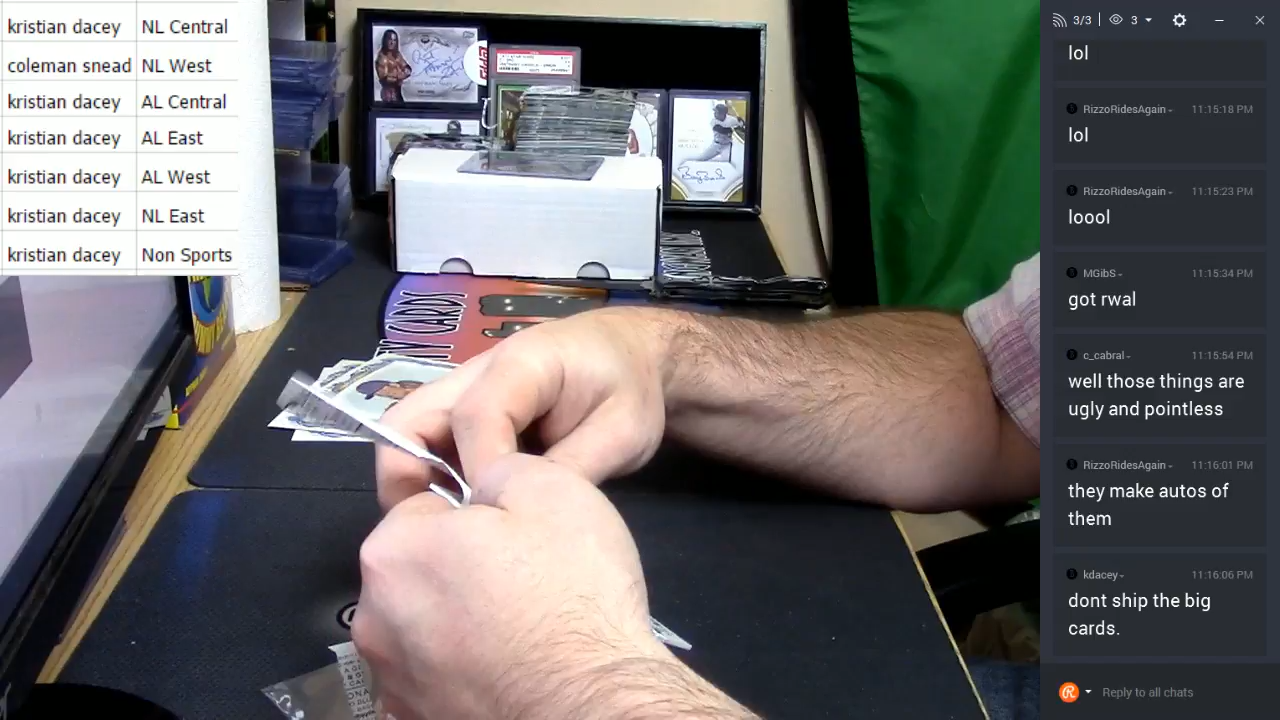 kristian dacey NL Central
coleman snead NL West
kristian dacey AL Central
kristian dacey AL East
kristian dacey AL West
kristian dacey NL East
kristian dacey Non Sports
TY CARDS
3/3 3
lol
RizzoRidesAgain 11:15:18 PM
lol
RizzoRidesAgain 11:15:23 PM
loool
MGibS 11:15:34 PM
got rwal
c_cabral 11:15:54 PM
well those things are
ugly and pointless
RizzoRidesAgain 11:16:01 PM
they make autos of
them
kdacey 11:16:06 PM
dont ship the big
cards.
Reply to all chats